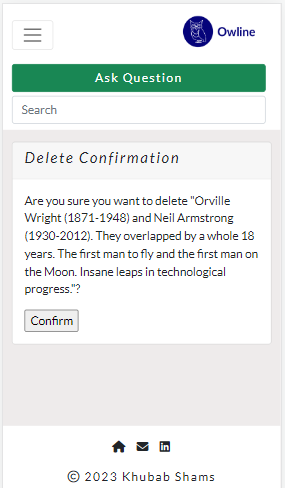 Owline
Ask Question
Search
Delete Confirmation
Are you sure you want to delete "Orville
Wright (1871-1948) and Neil Armstrong
(1930-2012). They overlapped by a whole 18
years. The first man to fly and the first man on
the Moon. Insane leaps in technological
progress."?
Confirm
© 2023 Khubab Shams